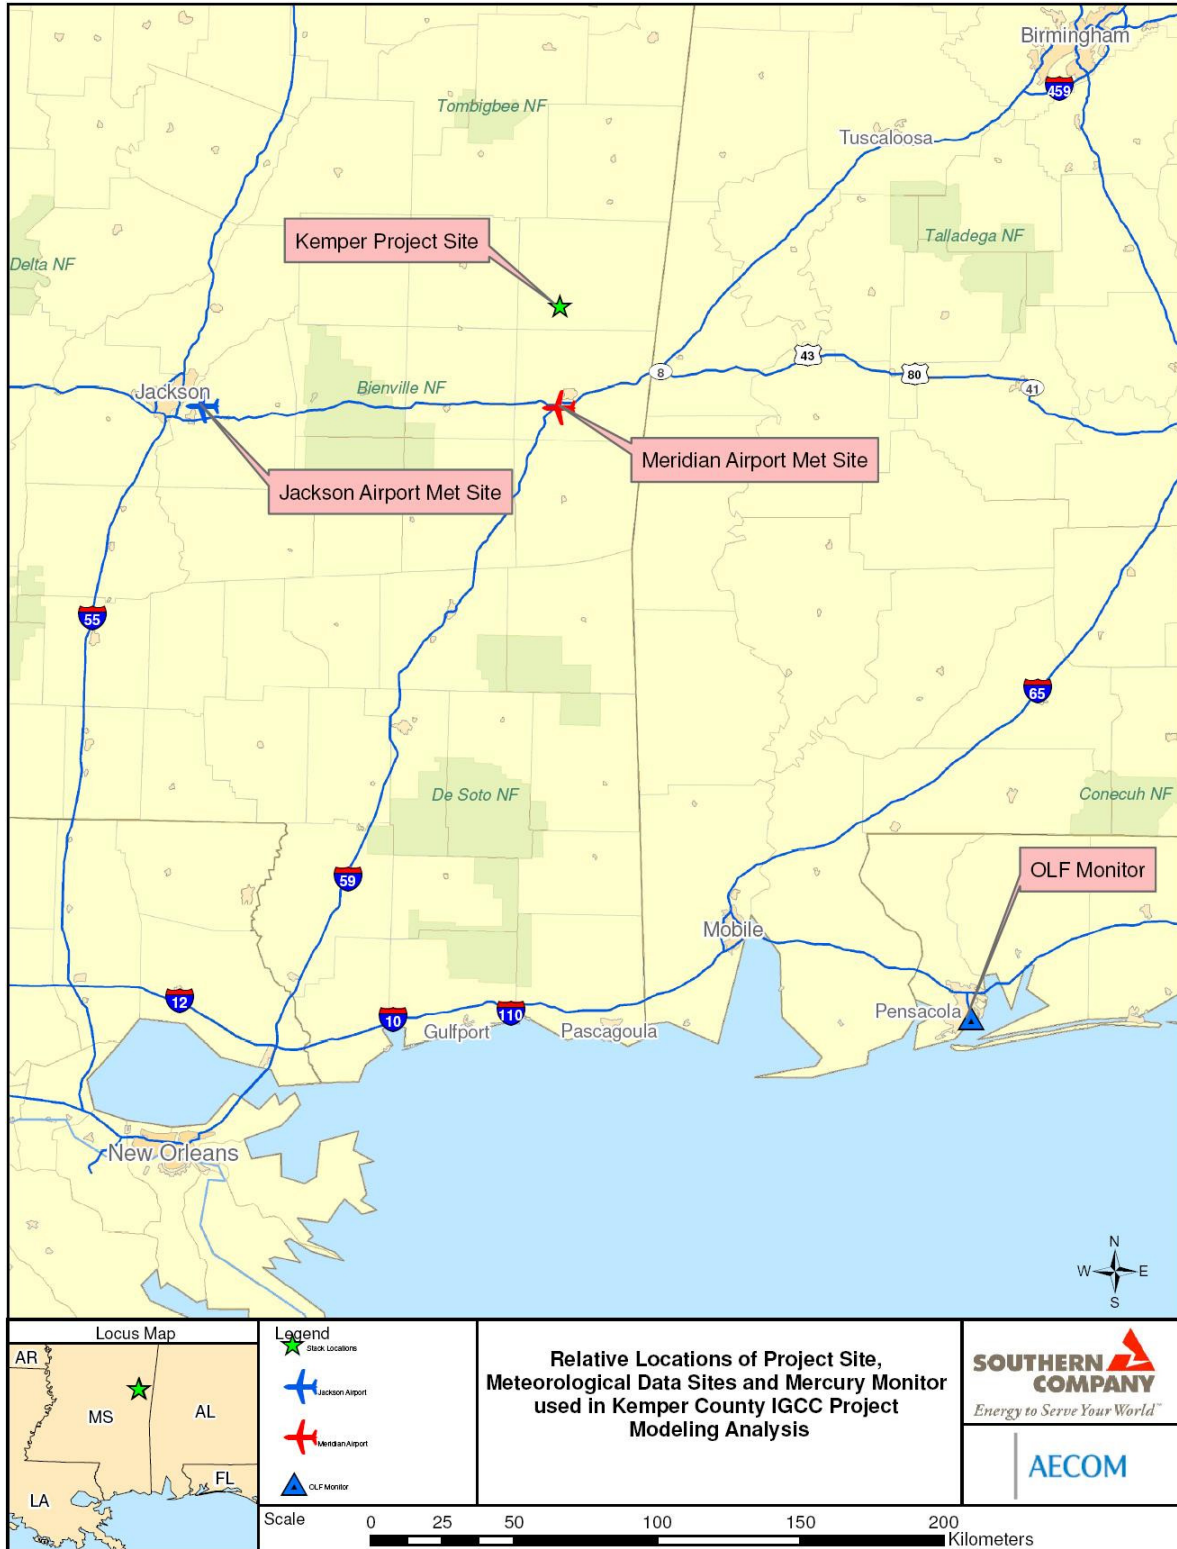 Birmingham
459
Tombigbee NF
Tuscaloosa
Kemper Project Site
Talladega NF
Delta NF
43
8
80
41
Jackson
Bienville NF
Meridian Airport Met Site
Jackson Airport Met Site
55
65
De Soto NF
Conecuh NF
OLF Monitor
59
Mobile
12
10
110
Gulfport
Pascagoula
Pensacola
New Orleans
N
W E
S
Locus Map
AR
MS
AL
FL
LA
Legend
Stack Locations
Jackson Airport
Meridian Airport
OLF Monitor
Relative Locations of Project Site,
Meteorological Data Sites and Mercury Monitor
used in Kemper County IGCC Project
Modeling Analysis
SOUTHERN
COMPANY
Energy to Serve Your World™
AECOM
Scale
0 25 50 100 150 200
Kilometers